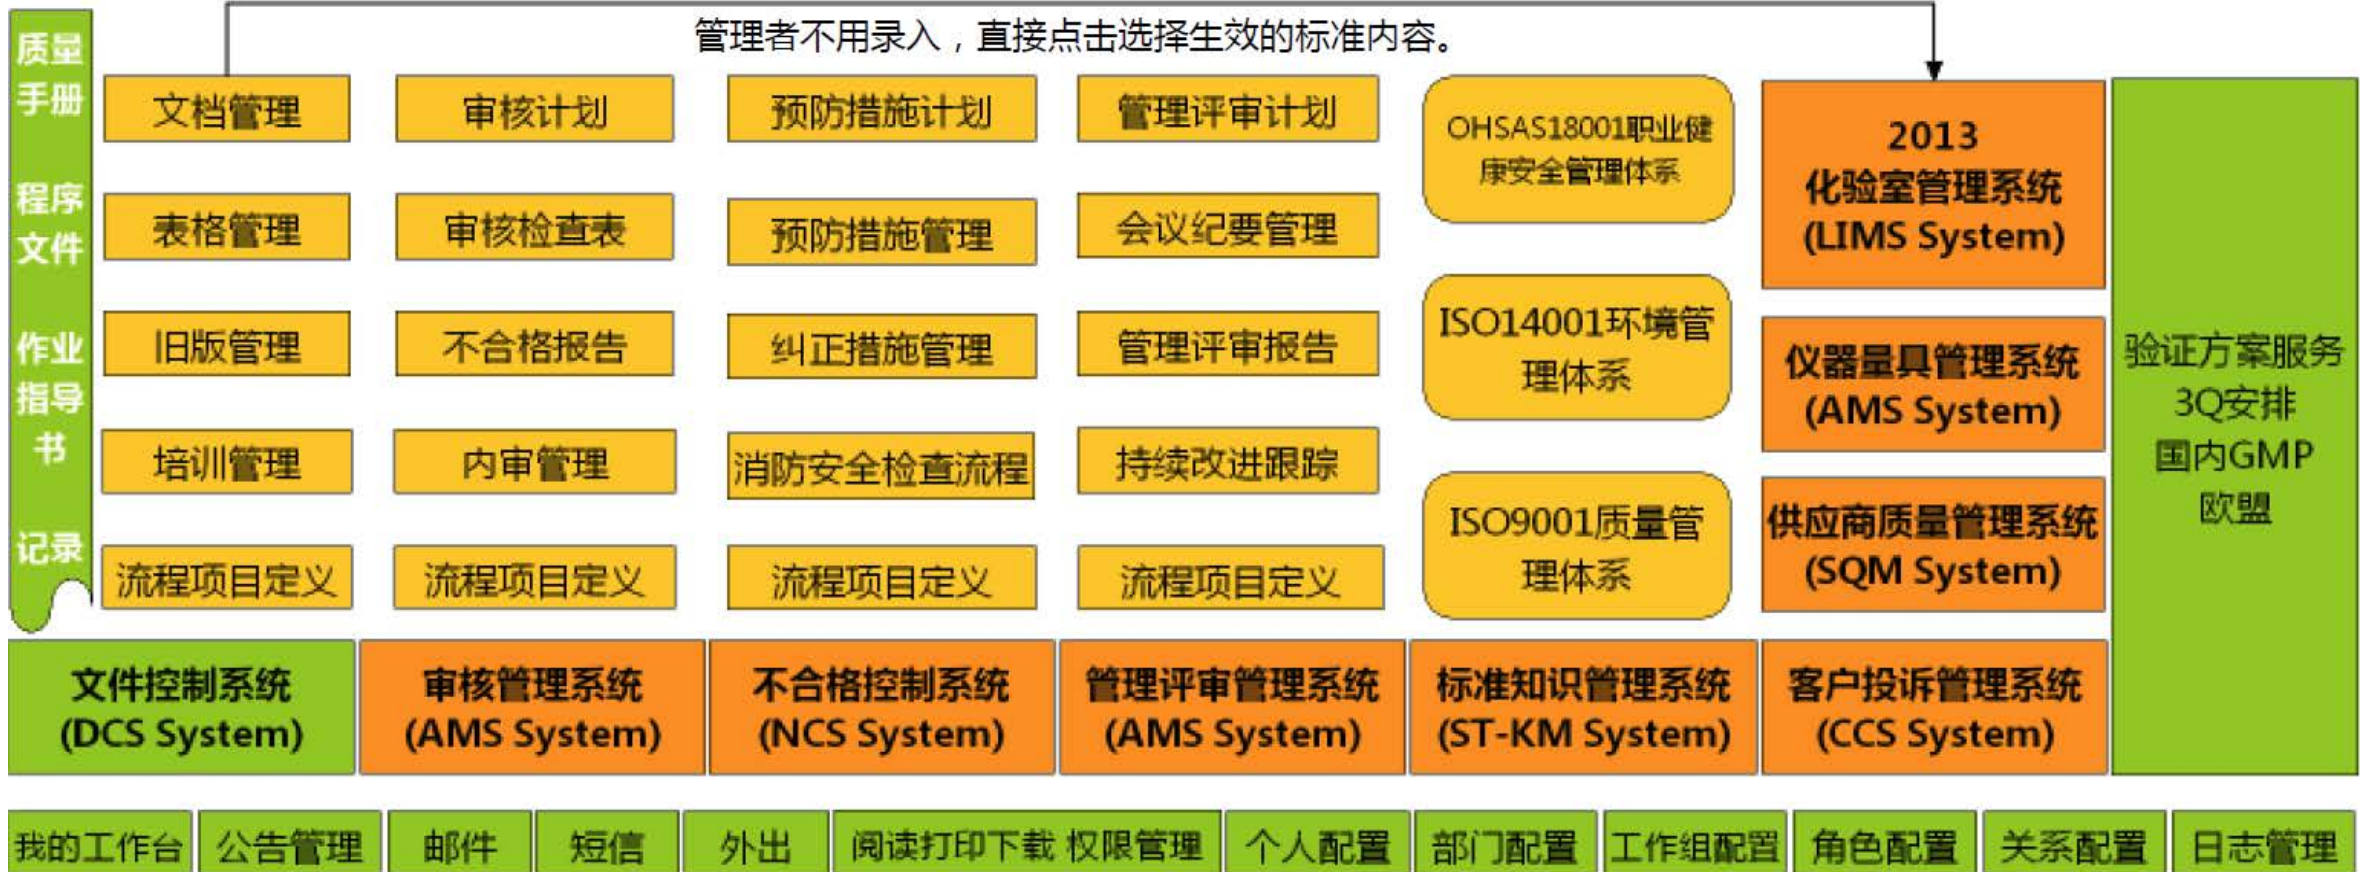 管理者不用录入，直接点击选择生效的标准内容。
质量
手册
程序
文件
作业
指导
书
记录
文档管理
表格管理
旧版管理
培训管理
流程项目定义
审核计划
审核检查表
不合格报告
内审管理
流程项目定义
预防措施计划
预防措施管理
纠正措施管理
消防安全检查流程
流程项目定义
管理评审计划
会议纪要管理
管理评审报告
持续改进跟踪
流程项目定义
OHSAS18001职业健
康安全管理体系
ISO14001环境管
理体系
ISO9001质量管
理体系
2013
化验室管理系统
(LIMS System)
仪器量具管理系统
(AMS System)
供应商质量管理系统
(SQM System)
验证方案服务
3Q安排
国内GMP
欧盟
文件控制系统
(DCS System)
审核管理系统
(AMS System)
不合格控制系统
(NCS System)
管理评审管理系统
(AMS System)
标准知识管理系统
(ST-KM System)
客户投诉管理系统
(CCS System)
我的工作台
公告管理
邮件
短信
外出
阅读打印下载 权限管理
个人配置
部门配置
工作组配置
角色配置
关系配置
日志管理